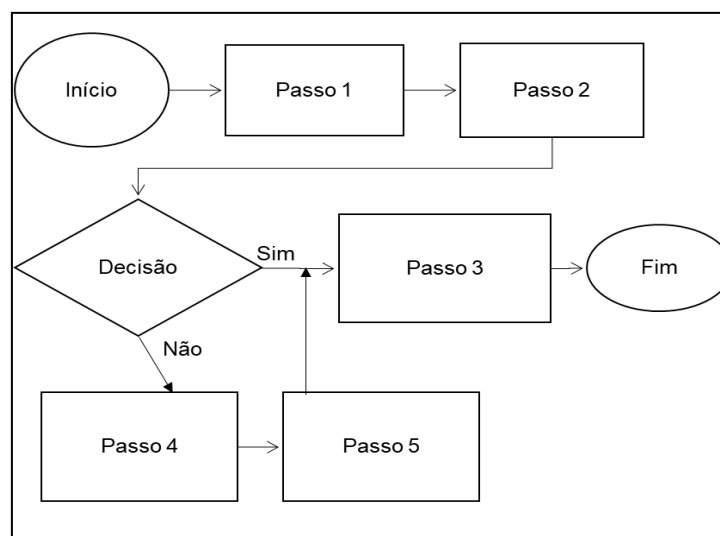 Início
Passo 1
Passo 2
Decisão
Sim
Passo 3
Fim
Não
Passo 4
Passo 5